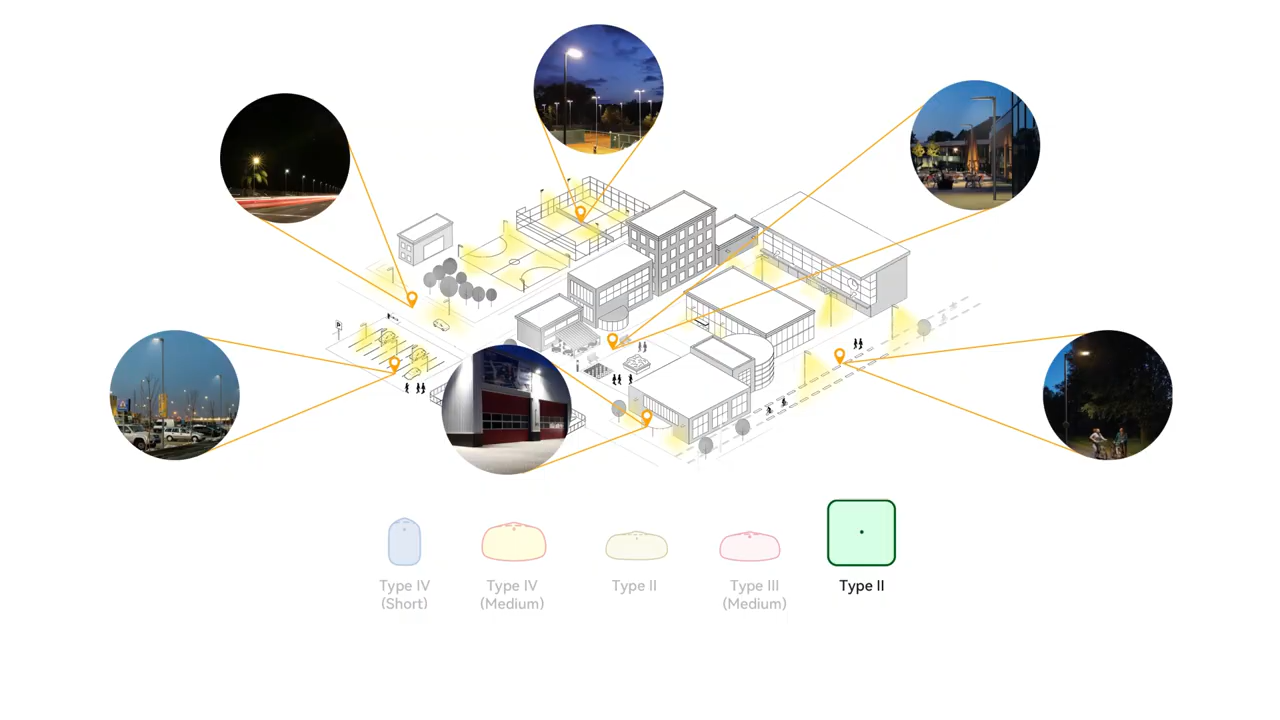 P
Type IV
(Short)
Type IV
(Medium)
Type II
Type III
(Medium)
Type II